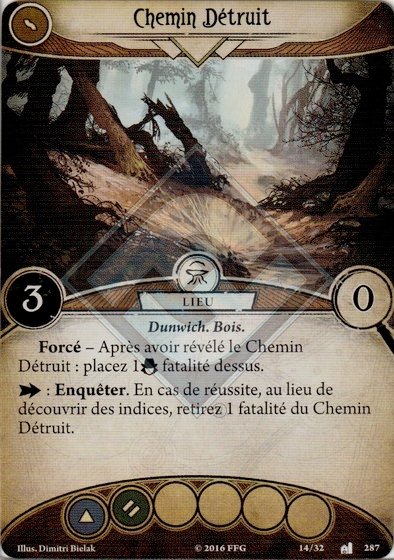 Chemin Détruit
3
LIEU
0
Dunwich. Bois.
Forcé – Après avoir révélé le Chemin
Détruit : placez 1 fatalité dessus.
: Enquêter. En cas de réussite, au lieu de
découvrir des indices, retirez 1 fatalité du Chemin
Détruit.
Illus. Dimitri Bielak © 2016 FFG 14/32 287